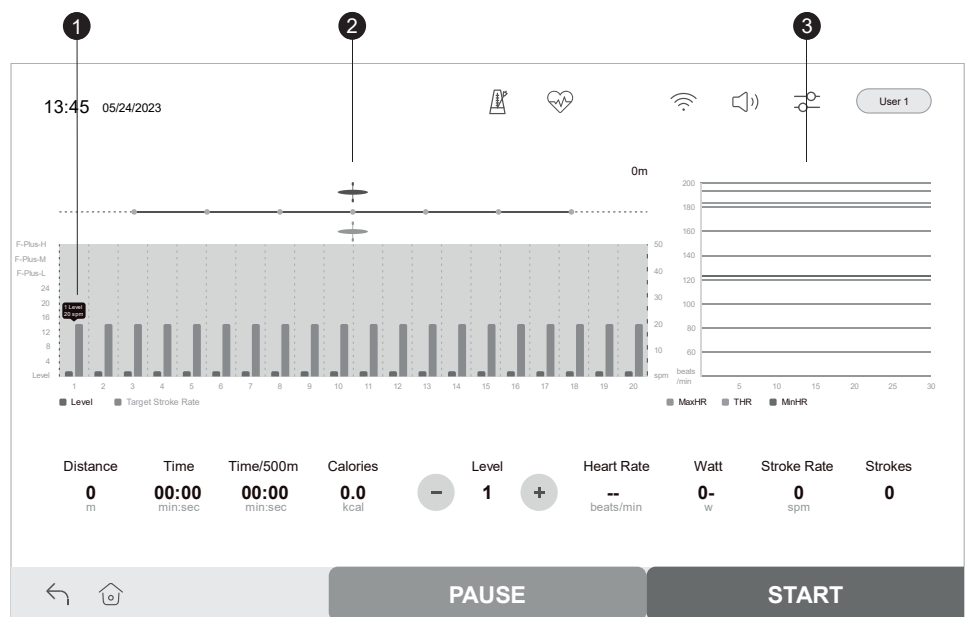 1 2 3
13:45 05/24/2023 User 1
0m
F-Plus-H
F-Plus-M
F-Plus-L
24
20
16
12
8
4
Level
1 Level
20 spm
50
40
30
20
10
spm
1 2 3 4 5 6 7 8 9 10 11 12 13 14 15 16 17 18 19 20
Level Target Stroke Rate
200
180
160
140
120
100
80
60
beats
/min
5 10 15 20 25 30
MaxHR THR MinHR
Distance Time Time/500m Calories Level Heart Rate Watt Stroke Rate Strokes
0 00:00 00:00 0.0 − 1 + -- 0- 0 0
m min:sec min:sec kcal beats/min w spm
PAUSE START